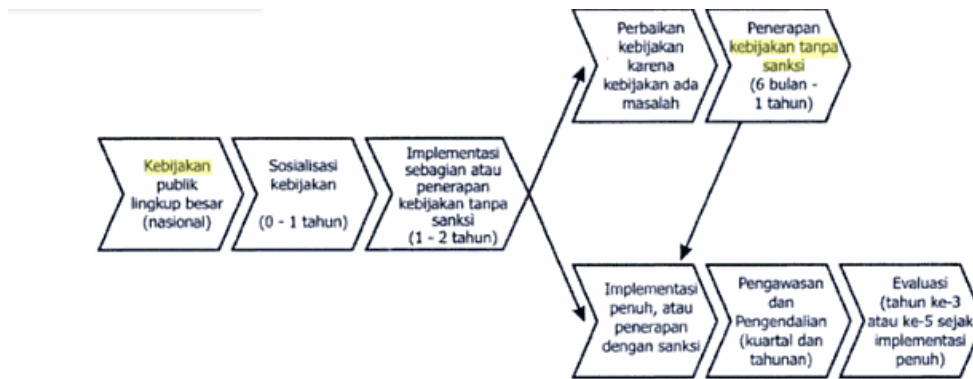 Kebijakan
publik
lingkup besar
(nasional)
Sosialisasi
kebijakan
(0 - 1 tahun)
Implementasi
sebagian atau
penerapan
kebijakan tanpa
sanksi
(1 - 2 tahun)
Perbaikan
kebijakan
karena
kebijakan ada
masalah
Penerapan
kebijakan tanpa
sanksi
(6 bulan -
1 tahun)
Implementasi
penuh, atau
penerapan
dengan sanksi
Pengawasan
dan
Pengendalian
(kuartal dan
tahunan)
Evaluasi
(tahun ke-3
atau ke-5 sejak
implementasi
penuh)